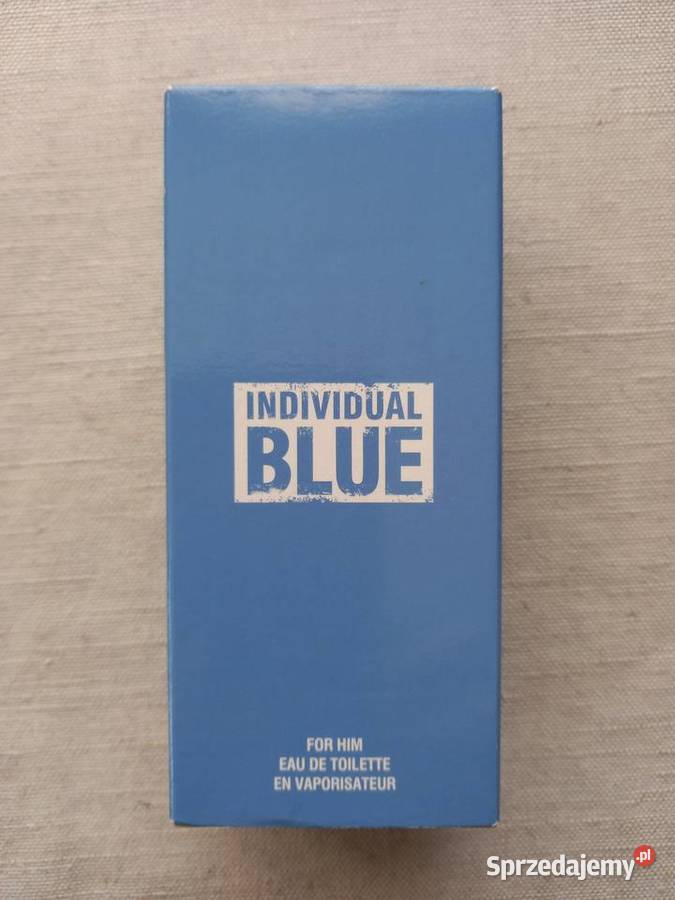 INDIVIDUAL
BLUE
FOR HIM
EAU DE TOILETTE
EN VAPORISATEUR
Sprzedajemy.pl